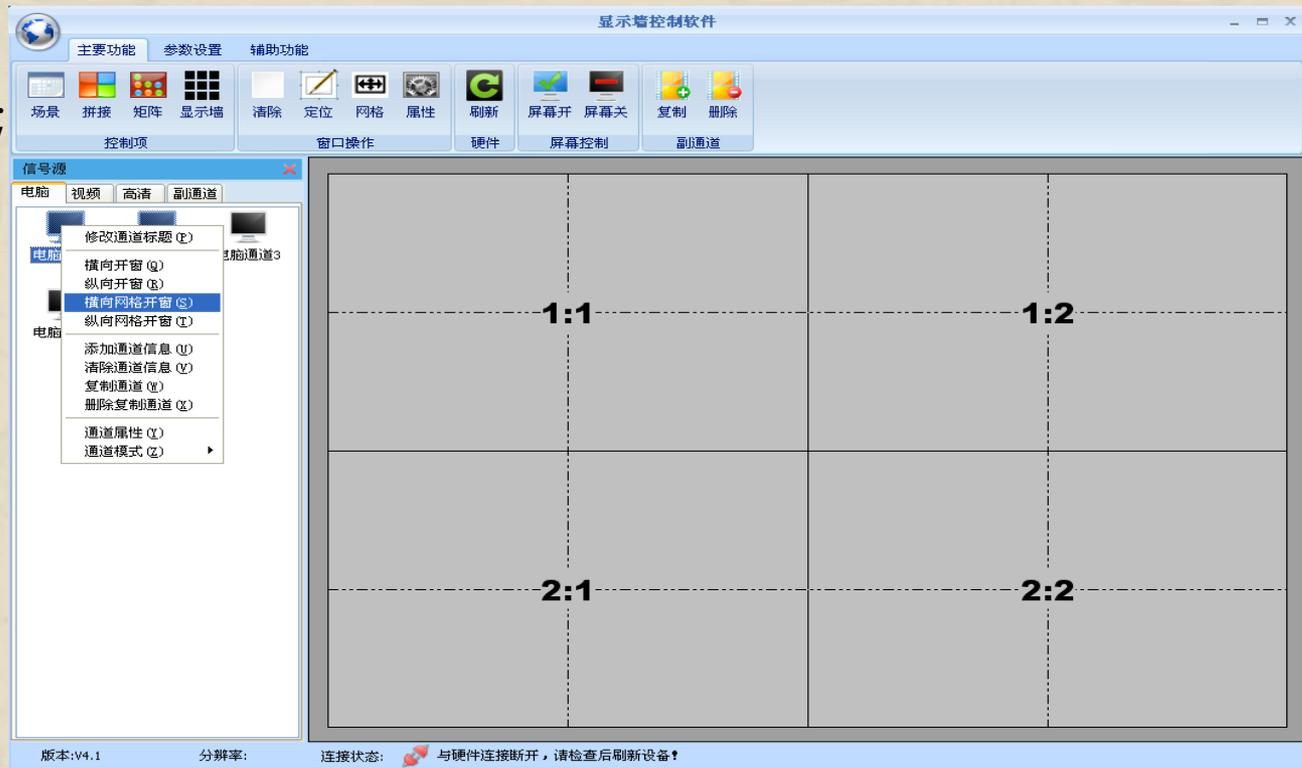 显示墙控制软件
主要功能 参数设置 辅助功能
场景 拼接 矩阵 显示墙 清除 定位 网格 属性 刷新 屏幕开 屏幕关 复制 删除
控制项 窗口操作 硬件 屏幕控制 副通道
信号源
电脑 视频 高清 副通道
电脑 电脑通道3
电脑
修改通道标题(P)
横向开窗(Q)
纵向开窗(R)
横向网格开窗(S)
纵向网格开窗(T)
添加通道信息(U)
清除通道信息(V)
复制通道(W)
删除复制通道(X)
通道属性(Y)
通道模式(Z)
1:1 1:2
2:1 2:2
版本:V4.1 分辨率: 连接状态: 与硬件连接断开，请检查后刷新设备!